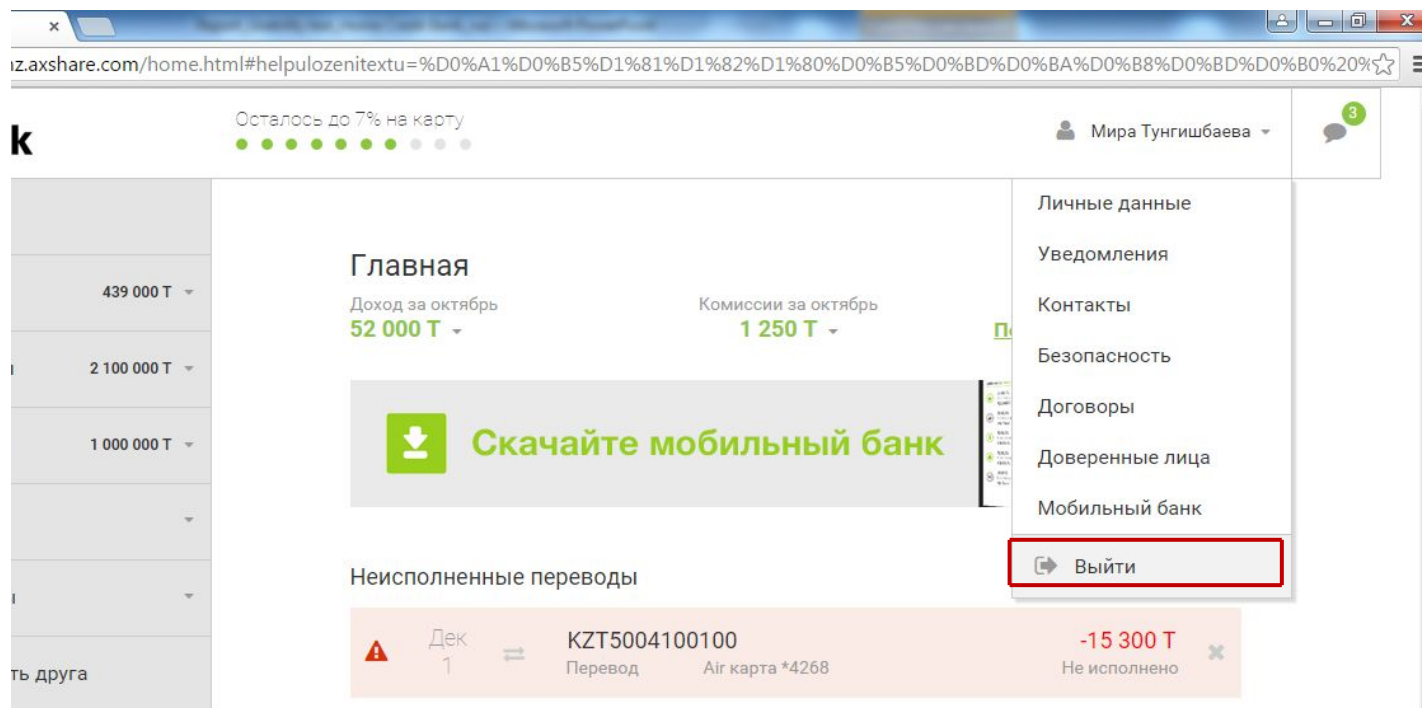 nz.axshare.com/home.html#helpulozenitextu=%D0%A1%D0%B5%D1%81%D1%82%D1%80%D0%B5%D0%BD%D0%BA%D0%B8%D0%BD%D0%B0%20%
k
Осталось до 7% на карту
Мира Тунгишбаева
3
Личные данные
Уведомления
Контакты
Безопасность
Договоры
Доверенные лица
Мобильный банк
Выйти
439 000 Т
2 100 000 Т
1 000 000 Т
ть друга
Главная
Доход за октябрь Комиссии за октябрь
52 000 Т 1 250 Т
Скачайте мобильный банк
Неисполненные переводы
Дек KZT5004100100 -15 300 Т
1 Перевод Air карта *4268 Не исполнено